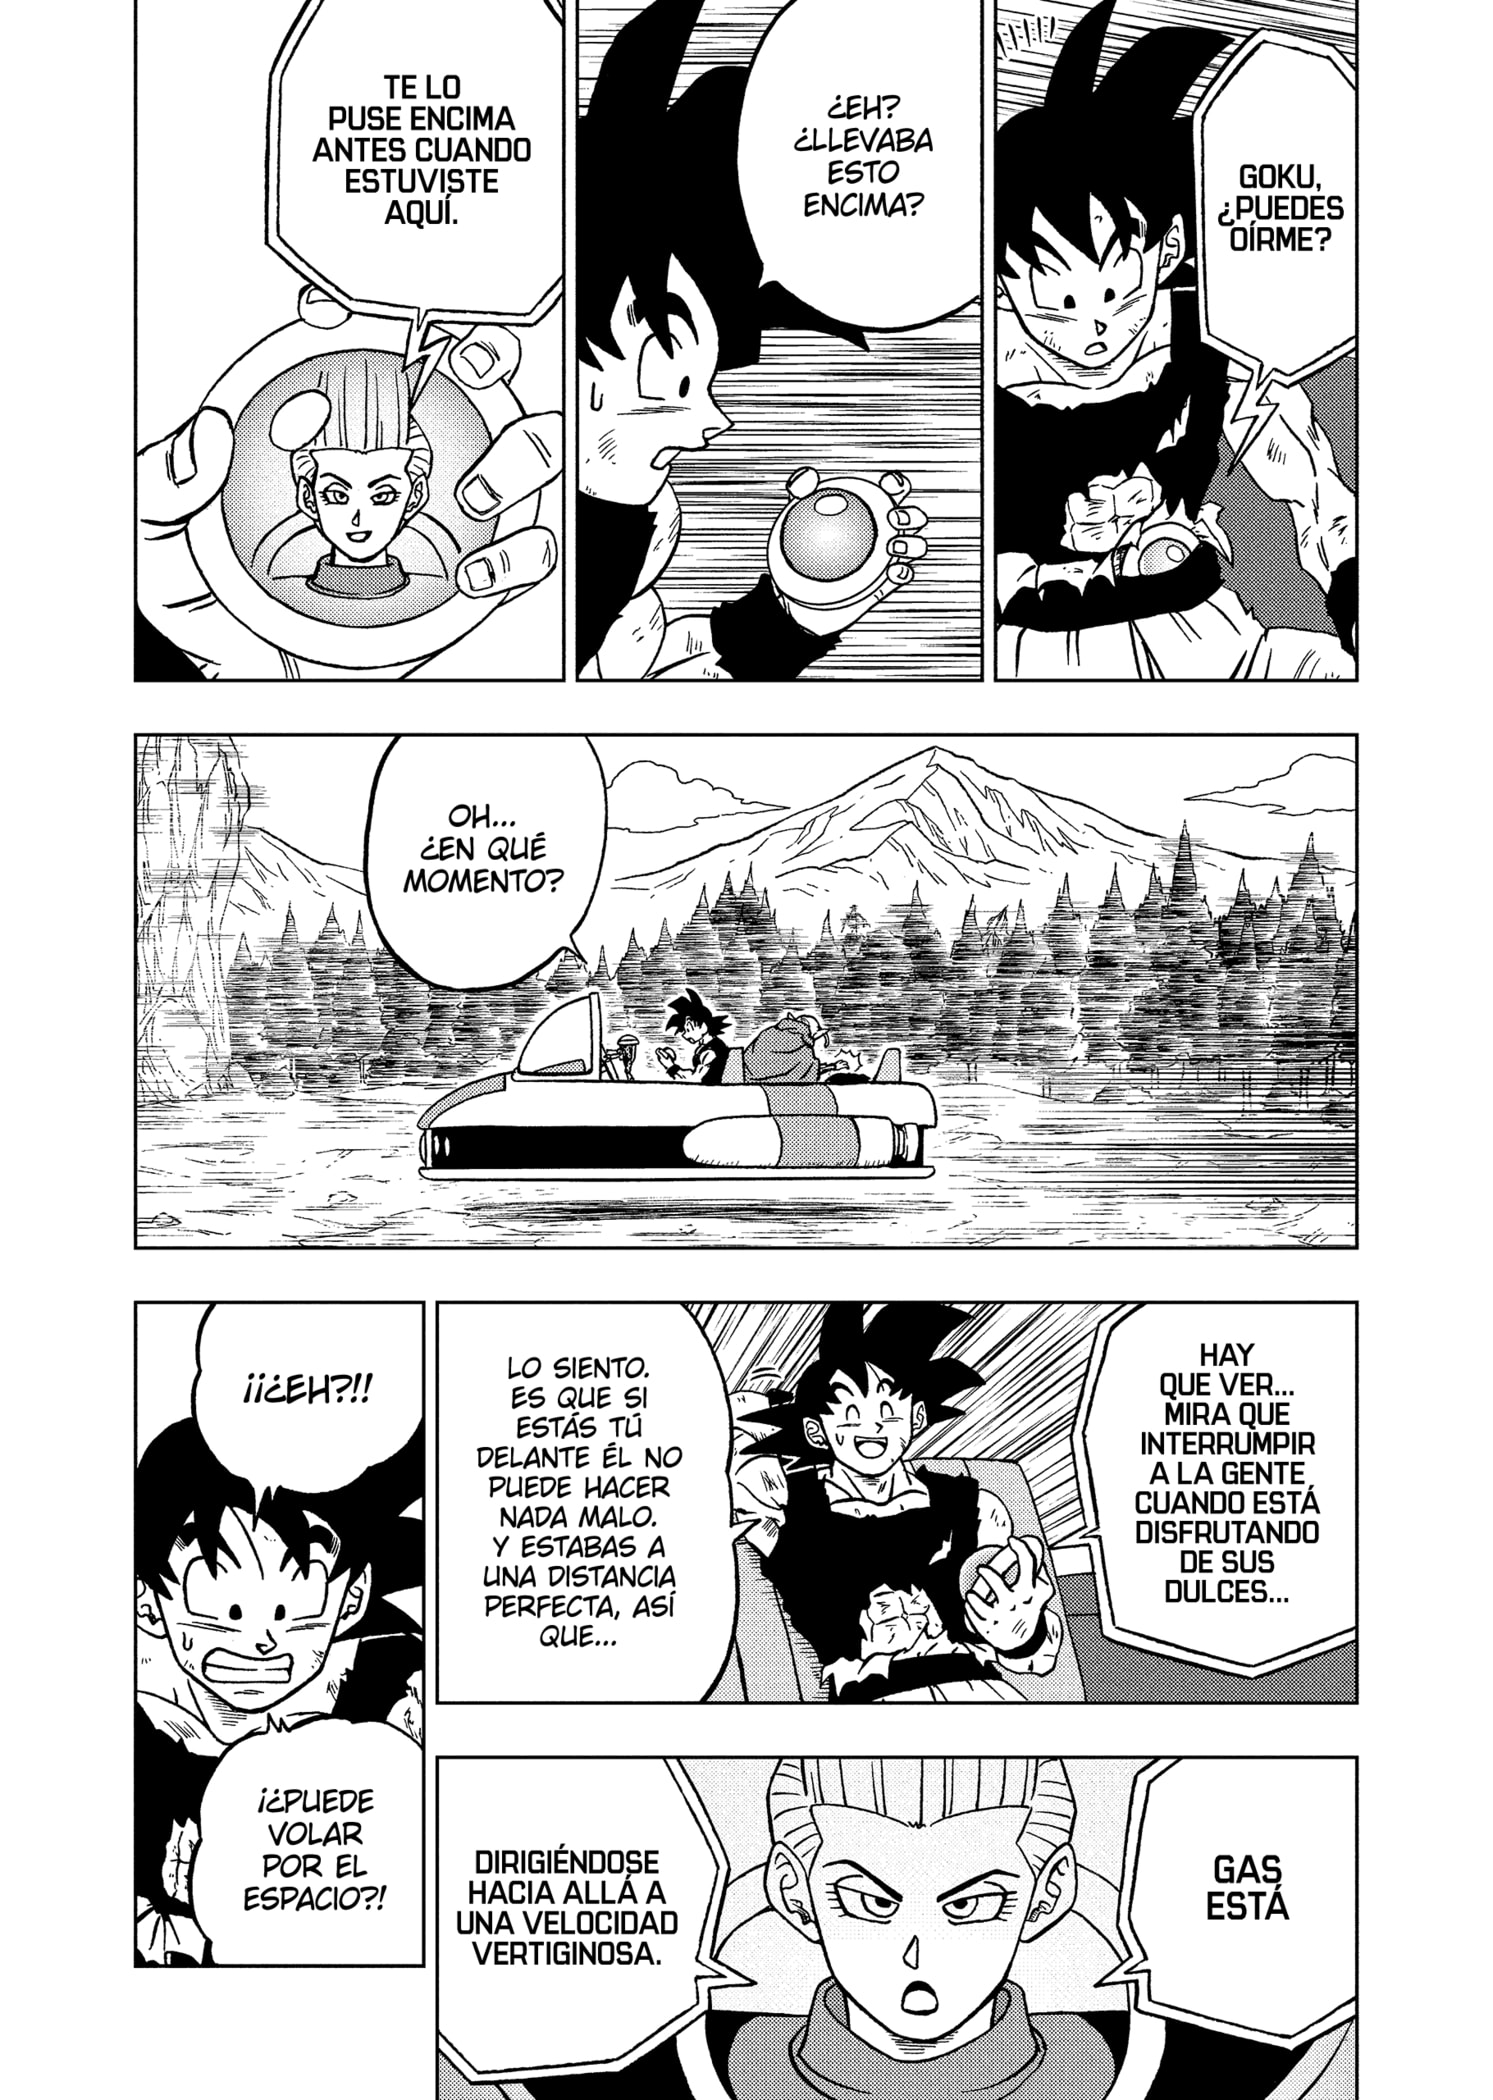 GOKU,
¿PUEDES
OÍRME?
¿EH?
¿LLEVABA
ESTO
ENCIMA?
TE LO
PUSE ENCIMA
ANTES CUANDO
ESTUVISTE
AQUÍ.
OH...
¿EN QUÉ
MOMENTO?
HAY
QUE VER...
MIRA QUE
INTERRUMPIR
A LA GENTE
CUANDO ESTÁ
DISFRUTANDO
DE SUS
DULCES...
LO SIENTO.
ES QUE SI
ESTÁS TÚ
DELANTE ÉL NO
PUEDE HACER
NADA MALO.
Y ESTABAS A
UNA DISTANCIA
PERFECTA, ASÍ
QUE...
GAS
ESTÁ
DIRIGIÉNDOSE
HACIA ALLÁ A
UNA VELOCIDAD
VERTIGINOSA.
¡¡¿EH?!!
¡¿PUEDE
VOLAR
POR EL
ESPACIO?!